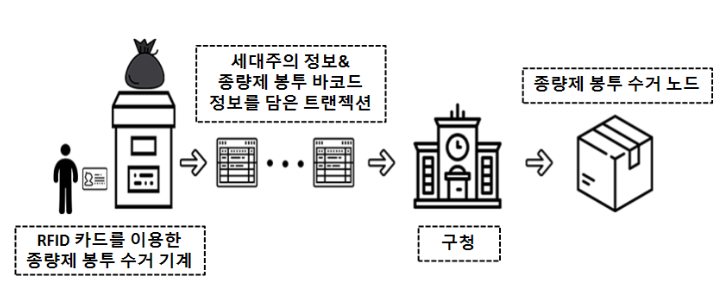 세대주의 정보&
종량제 봉투 바코드
정보를 담은 트랜젝션
종량제 봉투 수거 노드
RFID 카드를 이용한
종량제 봉투 수거 기계
구청